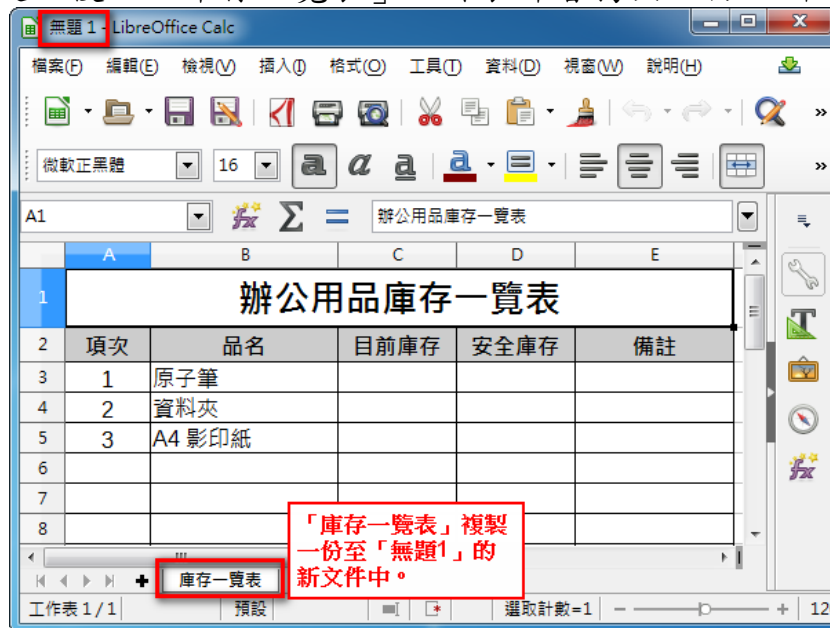 無題 1 - LibreOffice Calc
檔案(F) 編輯(E) 檢視(V) 插入(I) 格式(O) 工具(T) 資料(D) 視窗(W) 說明(H)
微軟正黑體 16 a a a a
A1 fx Σ = 辦公用品庫存一覽表
A B C D E
1 辦公用品庫存一覽表
2 項次 品名 目前庫存 安全庫存 備註
3 1 原子筆
4 2 資料夾
5 3 A4 影印紙
6
7
8
「庫存一覽表」複製
一份至「無題1」的
新文件中。
庫存一覽表
工作表 1 / 1 預設 選取計數=1 12